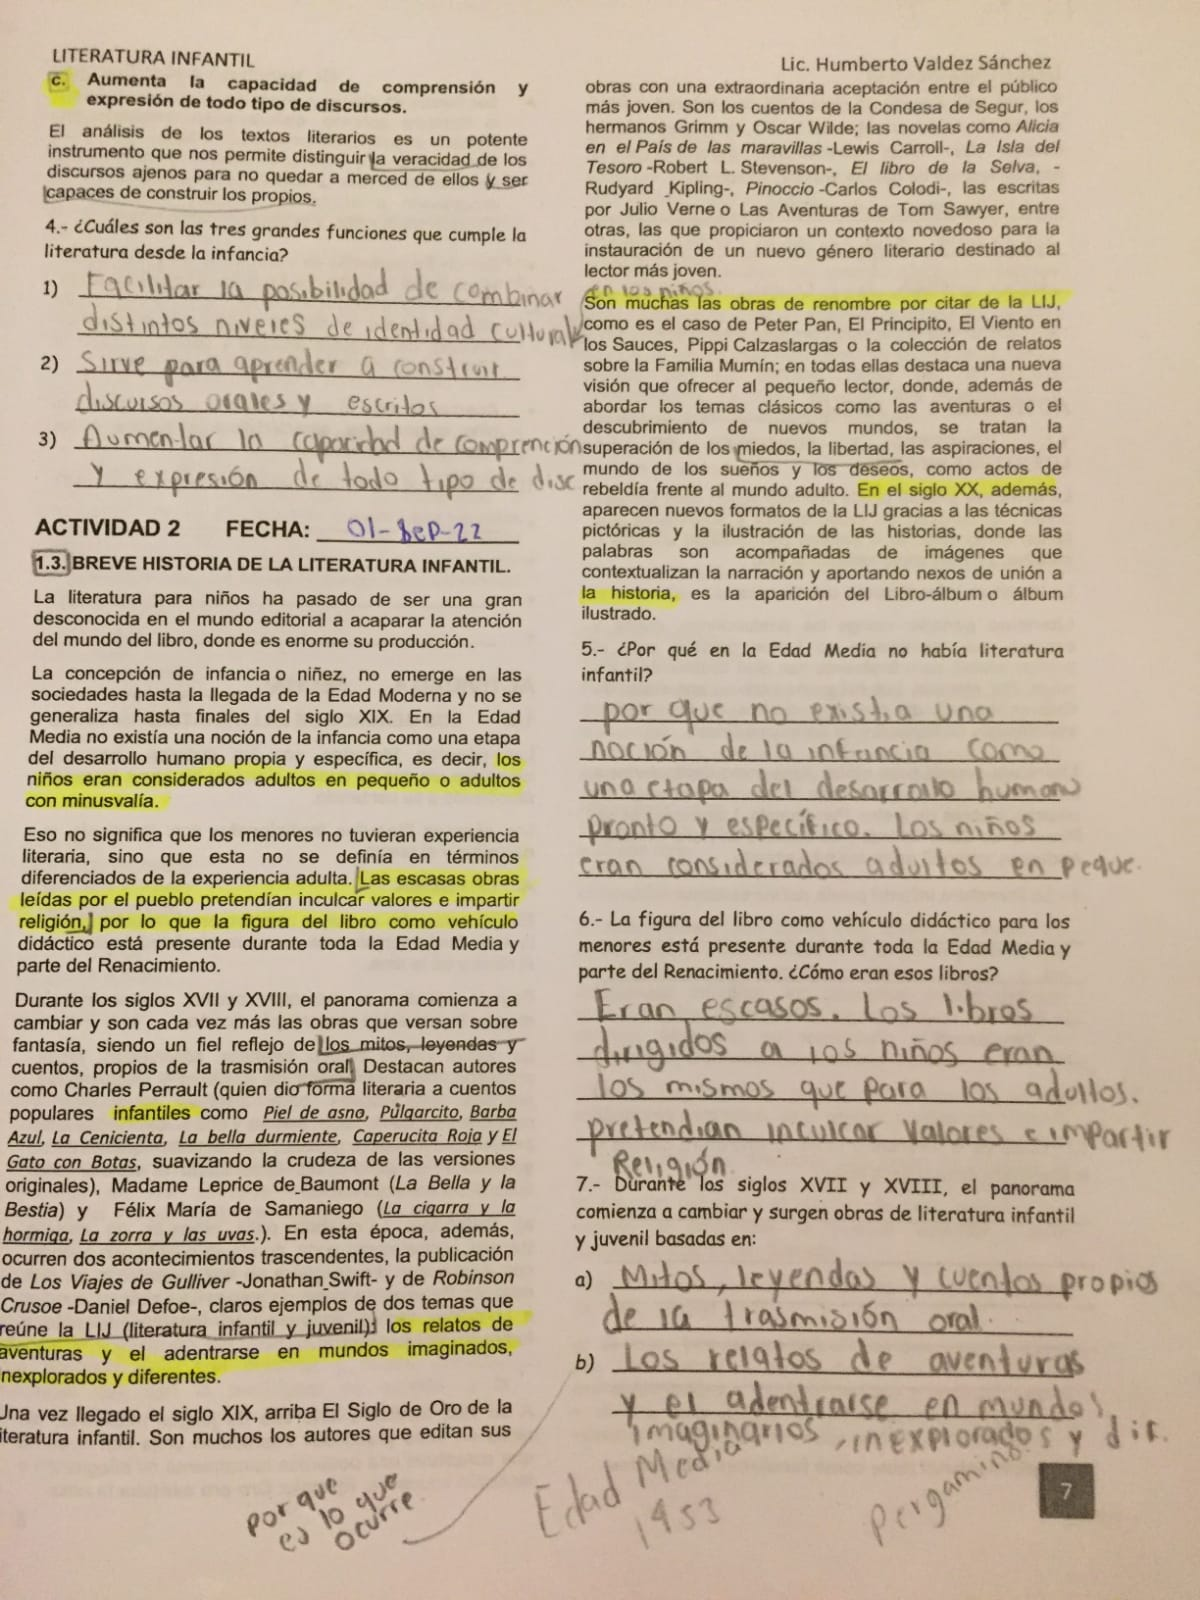 LITERATURA INFANTIL
Lic. Humberto Valdez Sánchez
c. Aumenta la capacidad de comprensión y
expresión de todo tipo de discursos.
El análisis de los textos literarios es un potente
instrumento que nos permite distinguir la veracidad de los
discursos ajenos para no quedar a merced de ellos y ser
capaces de construir los propios.
4.- ¿Cuáles son las tres grandes funciones que cumple la
literatura desde la infancia?
1) Facilitar la posibilidad de combinar en los niños.
distintos niveles de identidad cultural
2) Sirve para aprender a construir
discursos orales y escritos
3) Aumentar la capacidad de comprención
y expresión de todo tipo de disc
ACTIVIDAD 2 FECHA: 01-Sep-22
1.3. BREVE HISTORIA DE LA LITERATURA INFANTIL.
La literatura para niños ha pasado de ser una gran
desconocida en el mundo editorial a acaparar la atención
del mundo del libro, donde es enorme su producción.
La concepción de infancia o niñez, no emerge en las
sociedades hasta la llegada de la Edad Moderna y no se
generaliza hasta finales del siglo XIX. En la Edad
Media no existía una noción de la infancia como una etapa
del desarrollo humano propia y específica, es decir, los
niños eran considerados adultos en pequeño o adultos
con minusvalía.
Eso no significa que los menores no tuvieran experiencia
literaria, sino que esta no se definía en términos
diferenciados de la experiencia adulta. Las escasas obras
leídas por el pueblo pretendían inculcar valores e impartir
religión, por lo que la figura del libro como vehículo
didáctico está presente durante toda la Edad Media y
parte del Renacimiento.
Durante los siglos XVII y XVIII, el panorama comienza a
cambiar y son cada vez más las obras que versan sobre
fantasía, siendo un fiel reflejo de los mitos, leyendas y
cuentos, propios de la trasmisión oral. Destacan autores
como Charles Perrault (quien dio forma literaria a cuentos
populares infantiles como Piel de asno, Pulgarcito, Barba
Azul, La Cenicienta, La bella durmiente, Caperucita Roja y El
Gato con Botas, suavizando la crudeza de las versiones
originales), Madame Leprice de Baumont (La Bella y la
Bestia) y Félix María de Samaniego (La cigarra y la
hormiga, La zorra y las uvas.). En esta época, además,
ocurren dos acontecimientos trascendentes, la publicación
de Los Viajes de Gulliver -Jonathan Swift- y de Robinson
Crusoe -Daniel Defoe-, claros ejemplos de dos temas que
reúne la LIJ (literatura infantil y juvenil): los relatos de
aventuras y el adentrarse en mundos imaginados,
nexplorados y diferentes.
Una vez llegado el siglo XIX, arriba El Siglo de Oro de la
iteratura infantil. Son muchos los autores que editan sus
por que
es lo que
ocurre
obras con una extraordinaria aceptación entre el público
más joven. Son los cuentos de la Condesa de Segur, los
hermanos Grimm y Oscar Wilde; las novelas como Alicia
en el País de las maravillas -Lewis Carroll-, La Isla del
Tesoro -Robert L. Stevenson-, El libro de la Selva, -
Rudyard Kipling-, Pinoccio -Carlos Colodi-, las escritas
por Julio Verne o Las Aventuras de Tom Sawyer, entre
otras, las que propiciaron un contexto novedoso para la
instauración de un nuevo género literario destinado al
lector más joven.
Son muchas las obras de renombre por citar de la LIJ,
como es el caso de Peter Pan, El Principito, El Viento en
los Sauces, Pippi Calzaslargas o la colección de relatos
sobre la Familia Mumín; en todas ellas destaca una nueva
visión que ofrecer al pequeño lector, donde, además de
abordar los temas clásicos como las aventuras o el
descubrimiento de nuevos mundos, se tratan la
superación de los miedos, la libertad, las aspiraciones, el
mundo de los sueños y los deseos, como actos de
rebeldía frente al mundo adulto. En el siglo XX, además,
aparecen nuevos formatos de la LIJ gracias a las técnicas
pictóricas y la ilustración de las historias, donde las
palabras son acompañadas de imágenes que
contextualizan la narración y aportando nexos de unión a
la historia, es la aparición del Libro-álbum o álbum
ilustrado.
5.- ¿Por qué en la Edad Media no había literatura
infantil?
por que no existia una
noción de la infancia como
una etapa del desarrollo humano
pronto y específico. Los niños
eran considerados adultos en peque.
6.- La figura del libro como vehículo didáctico para los
menores está presente durante toda la Edad Media y
parte del Renacimiento. ¿Cómo eran esos libros?
Eran escasos. Los libros
dirigidos a los niños eran
los mismos que para los adultos.
pretendian inculcar valores e impartir
Religión
7.- Durante los siglos XVII y XVIII, el panorama
comienza a cambiar y surgen obras de literatura infantil
y juvenil basadas en:
a) Mitos, leyendas y cuentos propios
de la trasmisión oral.
b) Los relatos de aventuras
y el adentrarse en mundos
imaginarios, inexplorados y dif.
Edad Media
1453
Pergamino
7